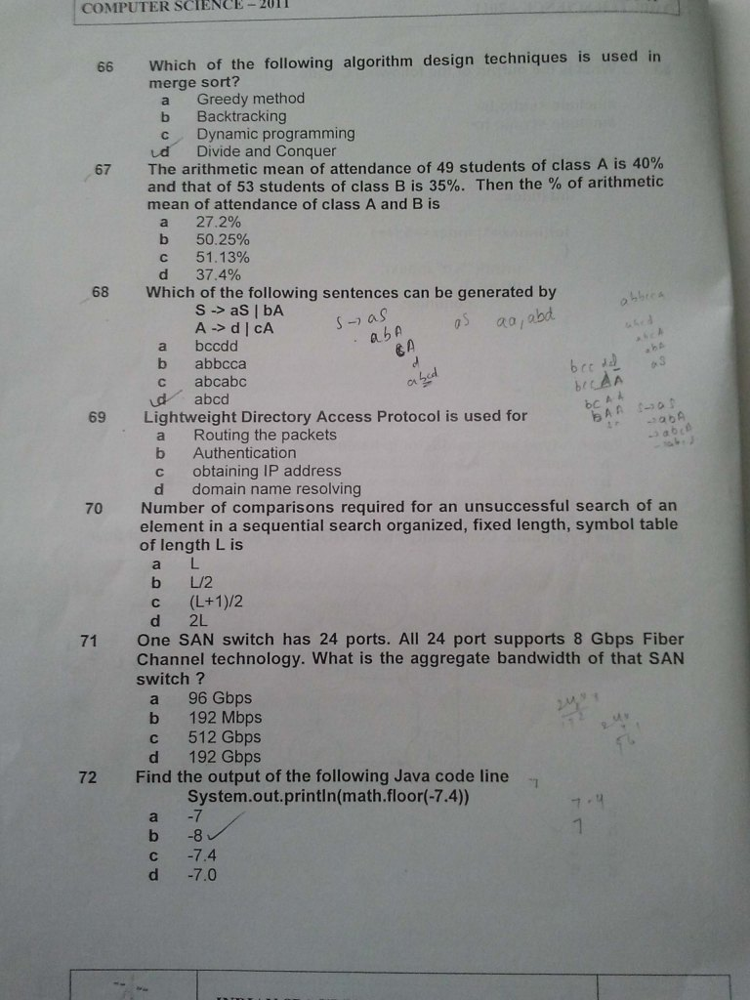 COMPUTER SCIENCE – 2011
66 Which of the following algorithm design techniques is used in
merge sort?
a Greedy method
b Backtracking
c Dynamic programming
d Divide and Conquer
67 The arithmetic mean of attendance of 49 students of class A is 40%
and that of 53 students of class B is 35%. Then the % of arithmetic
mean of attendance of class A and B is
a 27.2%
b 50.25%
c 51.13%
d 37.4%
68 Which of the following sentences can be generated by
S -> aS | bA
A -> d | cA
S → aS
abA
cA
d
abcd
aS aa, abd
abbcca
a bccdd
b abbcca
c abcabc
d abcd
bccdd
bccAA
bcAd
bAA
S → aS
→ abA
→ abcA
69 Lightweight Directory Access Protocol is used for
a Routing the packets
b Authentication
c obtaining IP address
d domain name resolving
70 Number of comparisons required for an unsuccessful search of an
element in a sequential search organized, fixed length, symbol table
of length L is
a L
b L/2
c (L+1)/2
d 2L
71 One SAN switch has 24 ports. All 24 port supports 8 Gbps Fiber
Channel technology. What is the aggregate bandwidth of that SAN
switch ?
a 96 Gbps
b 192 Mbps
c 512 Gbps
d 192 Gbps
72 Find the output of the following Java code line
System.out.println(math.floor(-7.4))
a -7
b -8
c -7.4
d -7.0
7.4
7